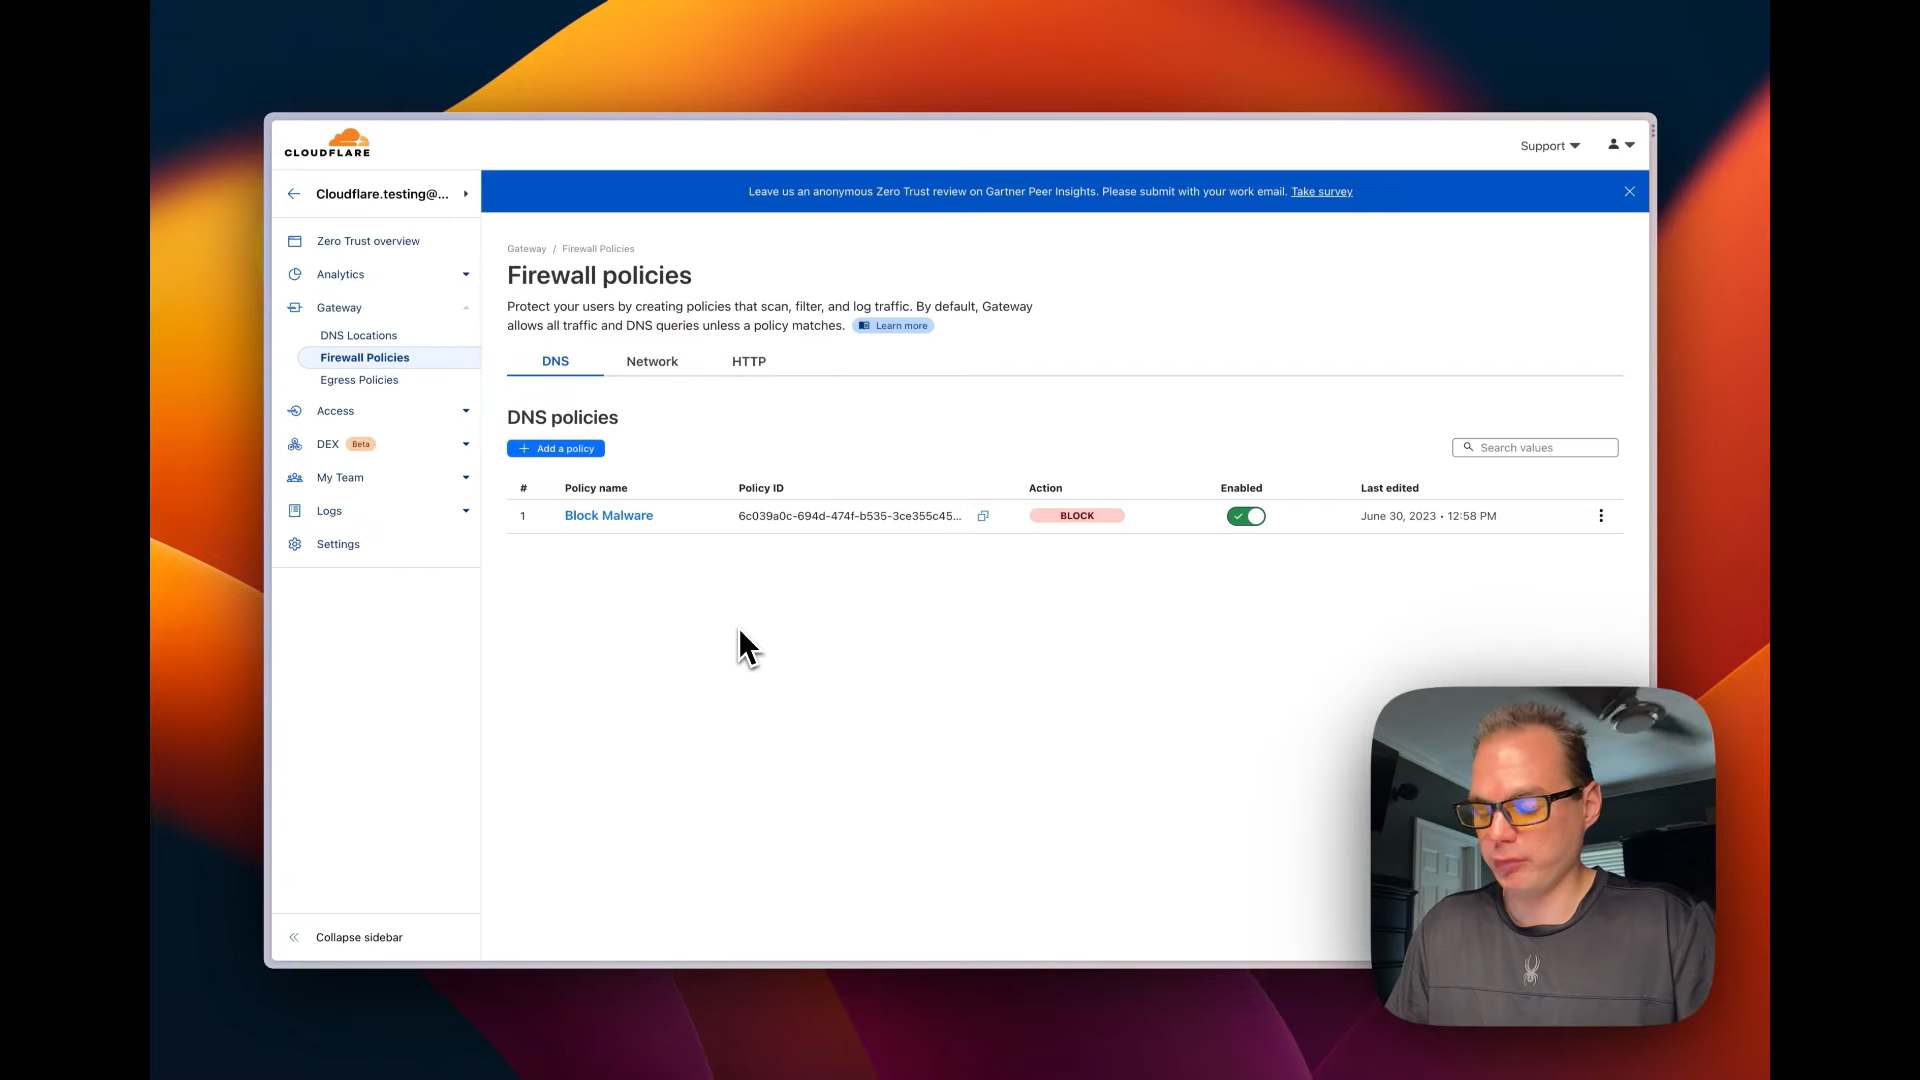 CLOUDFLARE
Support
Cloudflare.testing@...
Leave us an anonymous Zero Trust review on Gartner Peer Insights. Please submit with your work email. Take survey
Zero Trust overview
Analytics
Gateway
DNS Locations
Firewall Policies
Egress Policies
Access
DEX Beta
My Team
Logs
Settings
Collapse sidebar
Gateway / Firewall Policies
Firewall policies
Protect your users by creating policies that scan, filter, and log traffic. By default, Gateway
allows all traffic and DNS queries unless a policy matches. Learn more
DNS Network HTTP
DNS policies
+ Add a policy
Search values
# Policy name Policy ID Action Enabled Last edited
1 Block Malware 6c039a0c-694d-474f-b535-3ce355c45... BLOCK June 30, 2023 • 12:58 PM